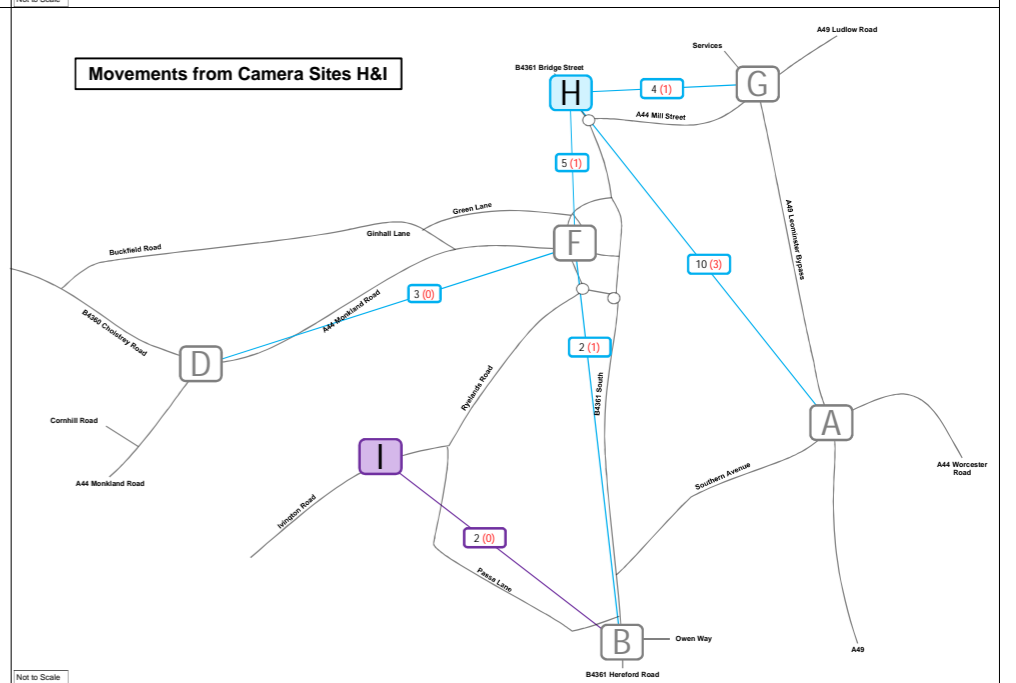 Not to Scale
Movements from Camera Sites H&I
A49 Ludlow Road
Services
B4361 Bridge Street
H
4 (1)
G
A44 Mill Street
5 (1)
A49 Leominster Bypass
Green Lane
Ginhall Lane
Buckfield Road
F
10 (3)
3 (0)
A44 Monkland Road
B4360 Cholstrey Road
D
2 (1)
Ryelands Road
B4361 South
A
Cornhill Road
A44 Monkland Road
I
A44 Worcester
Road
Southern Avenue
Ivington Road
2 (0)
Passa Lane
B
Owen Way
A49
B4361 Hereford Road
Not to Scale